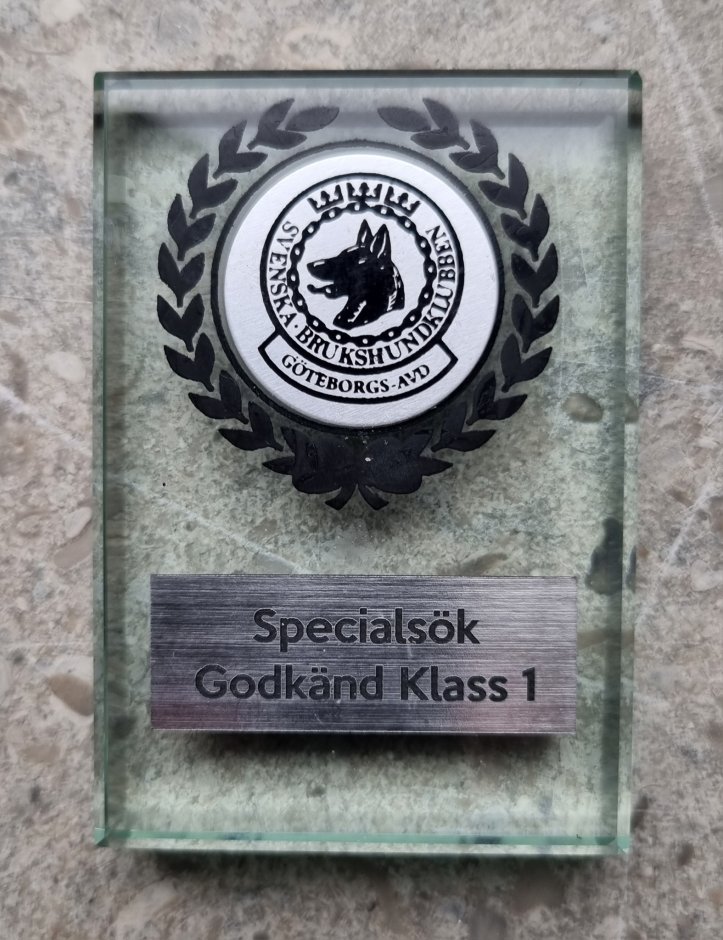 SVENSKA · BRUKSHUNDKLUBBEN
GÖTEBORGS-AVD
Specialsök
Godkänd Klass 1